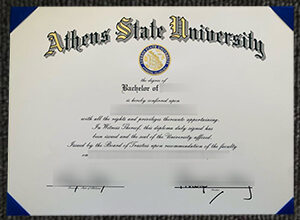 Athens State University
the degree of
Bachelor of
is hereby conferred upon
with all the rights and privileges thereunto appertaining.
In Witness Thereof, this diploma duly signed has
been issued and the seal of the University affixed.
Issued by the Board of Trustees upon recommendation of the faculty
on